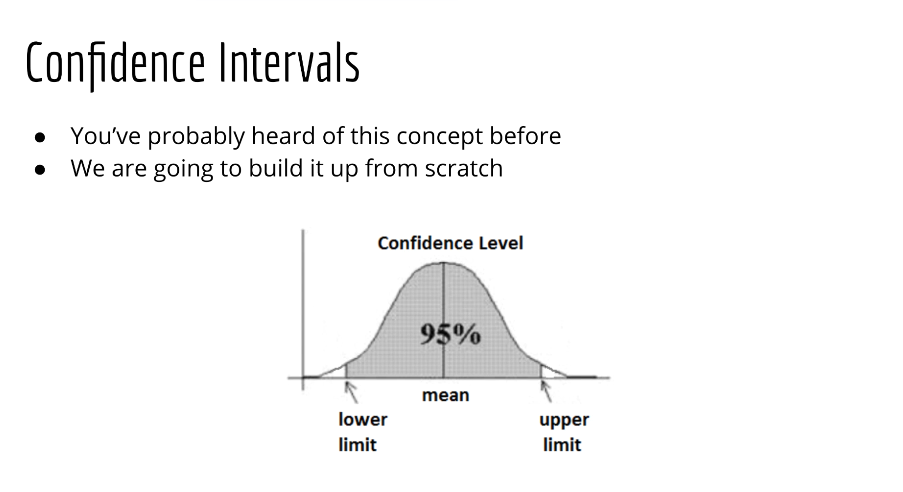 Confidence Intervals
● You’ve probably heard of this concept before
● We are going to build it up from scratch
Confidence Level
95%
mean
lower
limit
upper
limit